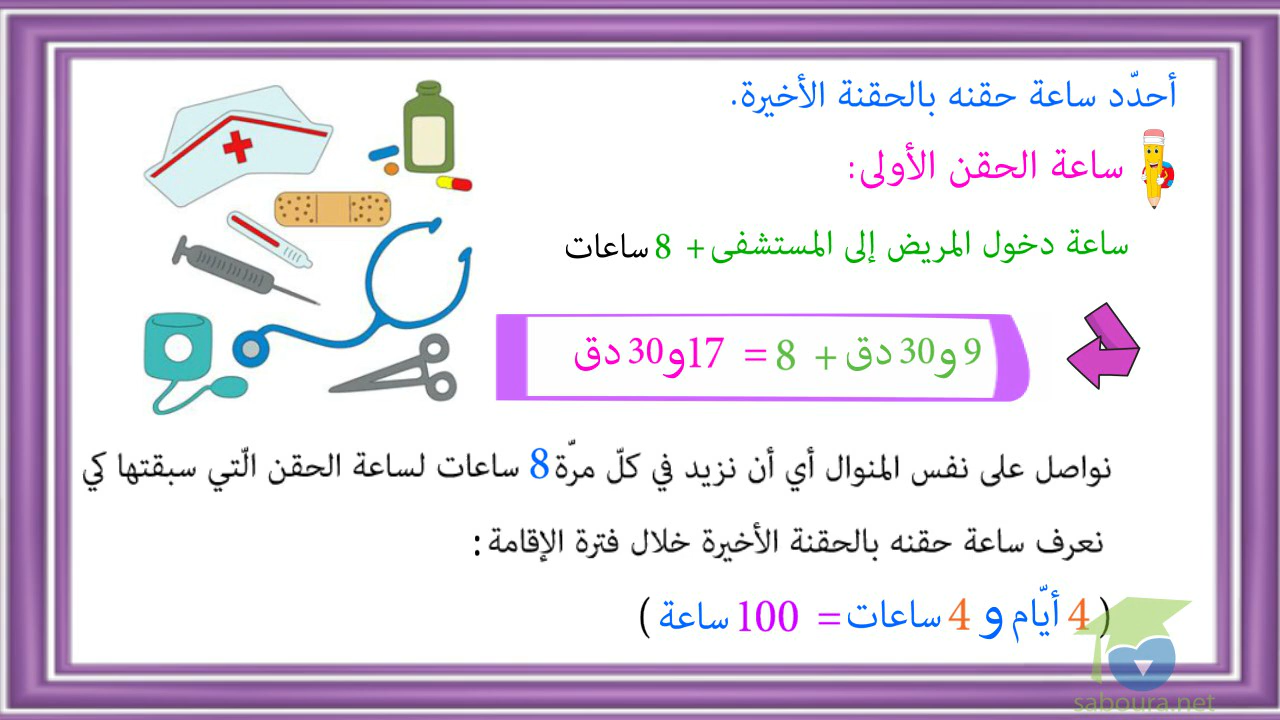 أحدّد ساعة حقنه بالحقنة الأخيرة.
ساعة الحقن الأولى:
ساعة دخول المريض إلى المستشفى + 8 ساعات
9 و30 دق + 8 = 17و30 دق
نواصل على نفس المنوال أي أن نزيد في كلّ مرّة 8 ساعات لساعة الحقن الّتي سبقتها كي
نعرف ساعة حقنه بالحقنة الأخيرة خلال فترة الإقامة :
( 4 أيّام و 4 ساعات = 100 ساعة )
saboura.net